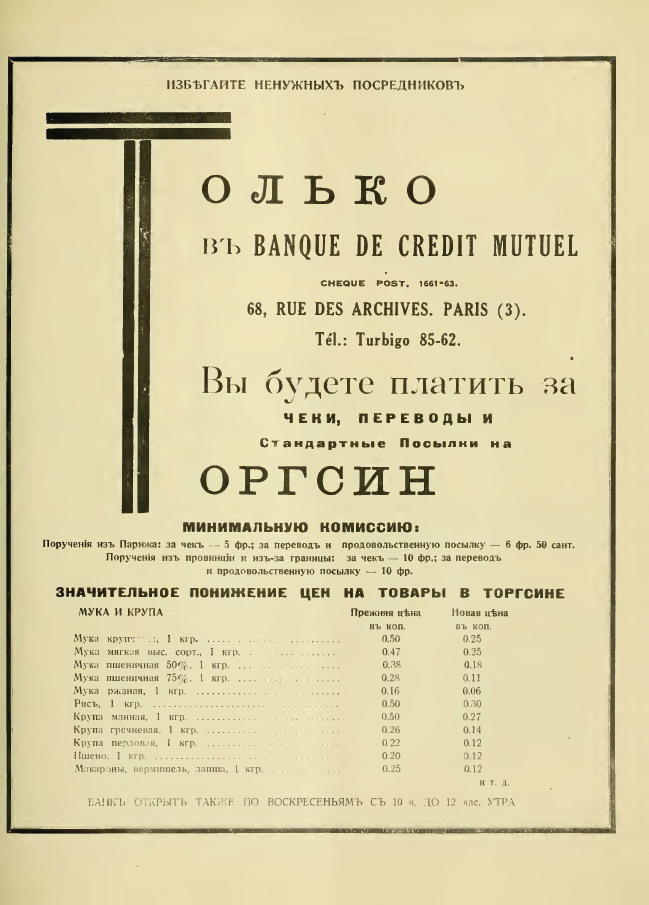 ИЗБѢГАЙТЕ НЕНУЖНЫХЪ ПОСРЕДНИКОВЪ
ТОЛЬКО
въ BANQUE DE CREDIT MUTUEL
CHEQUE POST. 1661-63.
68, RUE DES ARCHIVES. PARIS (3).
Tél.: Turbigo 85-62.
Вы будете платить за
ЧЕКИ, ПЕРЕВОДЫ И
Стандартные Посылки на
ТОРГСИН
МИНИМАЛЬНУЮ КОМИССИЮ:
Порученія изъ Парижа: за чекъ — 5 фр.; за переводъ и продовольственную посылку — 6 фр. 50 сант.
Порученія изъ провинціи и изъ-за границы: за чекъ — 10 фр.; за переводъ
и продовольственную посылку — 10 фр.
ЗНАЧИТЕЛЬНОЕ ПОНИЖЕНИЕ ЦЕН НА ТОВАРЫ В ТОРГСИНЕ
МУКА И КРУПА Прежняя цѣна Новая цѣна
въ коп. въ коп.
Мука 1 кгр. 0.50 0.25
Мука мягкая выс. сорт., 1 кгр. 0.47 0.25
Мука пшеничная 50%. 1 кгр. 0.38 0.18
Мука пшеничная 75%. 1 кгр. 0.28 0.11
Мука ржаная, 1 кгр. 0.16 0.06
Рисъ, 1 кгр. 0.50 0.30
Крупа манная, 1 кгр. 0.50 0.27
Крупа гречневая, 1 кгр. 0.26 0.14
Крупа перловая, 1 кгр. 0.22 0.12
Пшено, 1 кгр. 0.20 0.12
Макароны, вермишель, лапша, 1 кгр. 0.25 0.12
и т. д.
БАНКЪ ОТКРЫТЪ ТАКЖЕ ПО ВОСКРЕСЕНЬЯМЪ СЪ 10 ч. ДО 12 час. УТРА